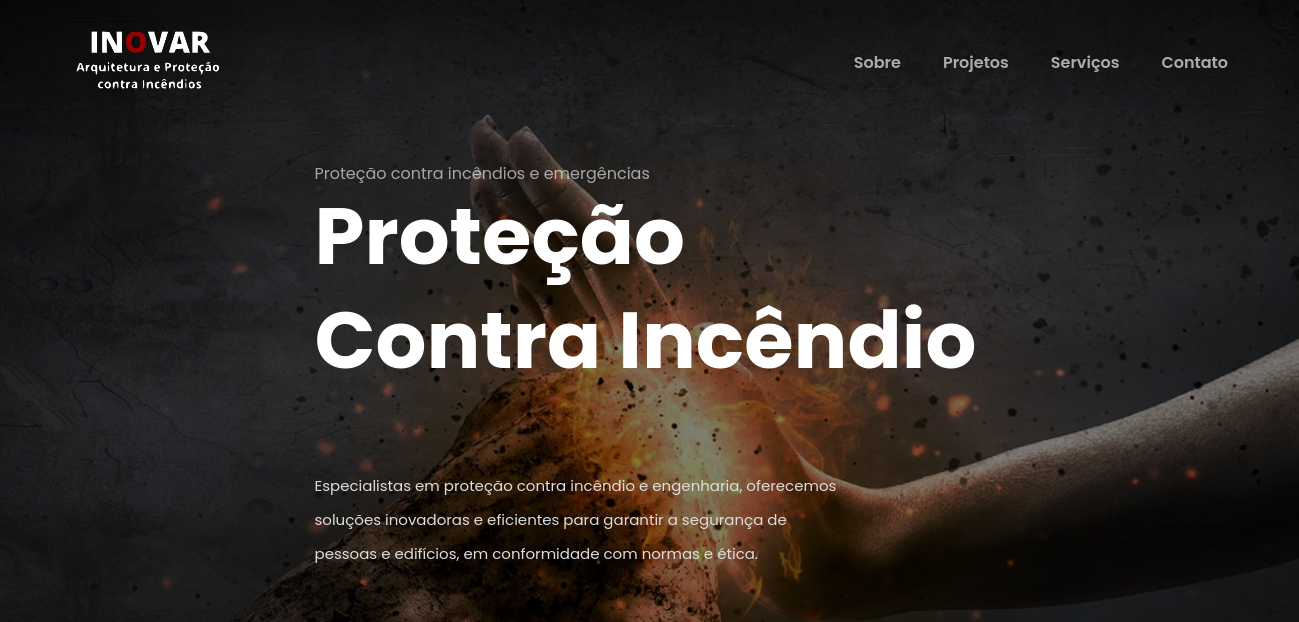 INOVAR
Arquitetura e Proteção
contra Incêndios
Sobre Projetos Serviços Contato
Proteção contra incêndios e emergências
Proteção
Contra Incêndio
Especialistas em proteção contra incêndio e engenharia, oferecemos
soluções inovadoras e eficientes para garantir a segurança de
pessoas e edifícios, em conformidade com normas e ética.